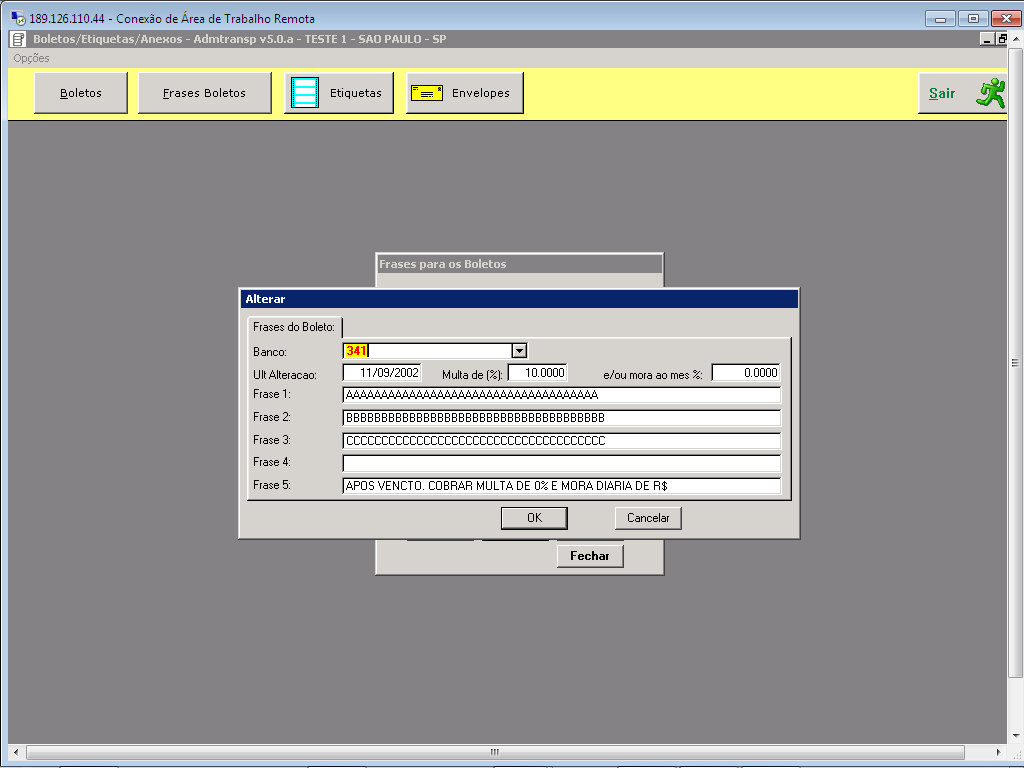 189.126.110.44 - Conexão de Área de Trabalho Remota
Boletos/Etiquetas/Anexos - Admtransp v5.0.a - TESTE 1 - SAO PAULO - SP
Opções
Boletos Frases Boletos Etiquetas Envelopes Sair
Frases para os Boletos
Alterar
Frases do Boleto:
Banco: 341
Ult Alteracao: 11/09/2002 Multa de (%): 10.0000 e/ou mora ao mes %: 0.0000
Frase 1: AAAAAAAAAAAAAAAAAAAAAAAAAAAAAAAAAAAA
Frase 2: BBBBBBBBBBBBBBBBBBBBBBBBBBBBBBBBBBBBB
Frase 3: CCCCCCCCCCCCCCCCCCCCCCCCCCCCCCCCCCCC
Frase 4:
Frase 5: APOS VENCTO. COBRAR MULTA DE 0% E MORA DIARIA DE R$
OK Cancelar
Fechar